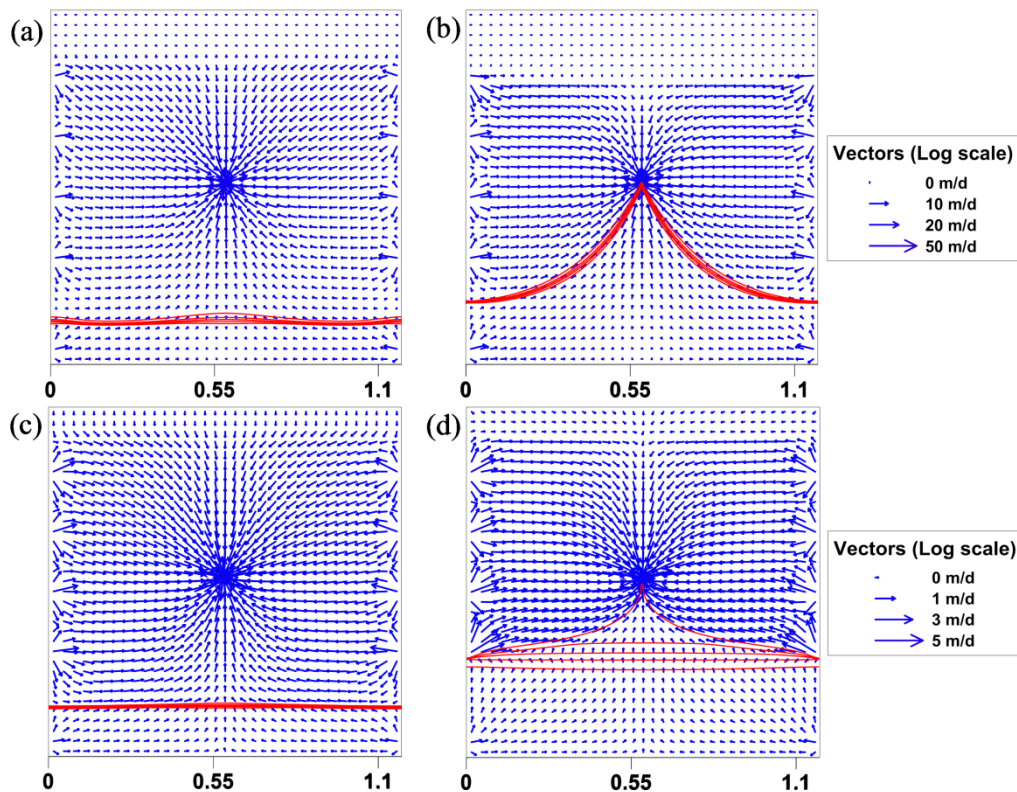 (a)
(b)
0 0.55 1.1
0 0.55 1.1
Vectors (Log scale)
0 m/d
10 m/d
20 m/d
50 m/d
(c)
(d)
0 0.55 1.1
0 0.55 1.1
Vectors (Log scale)
0 m/d
1 m/d
3 m/d
5 m/d